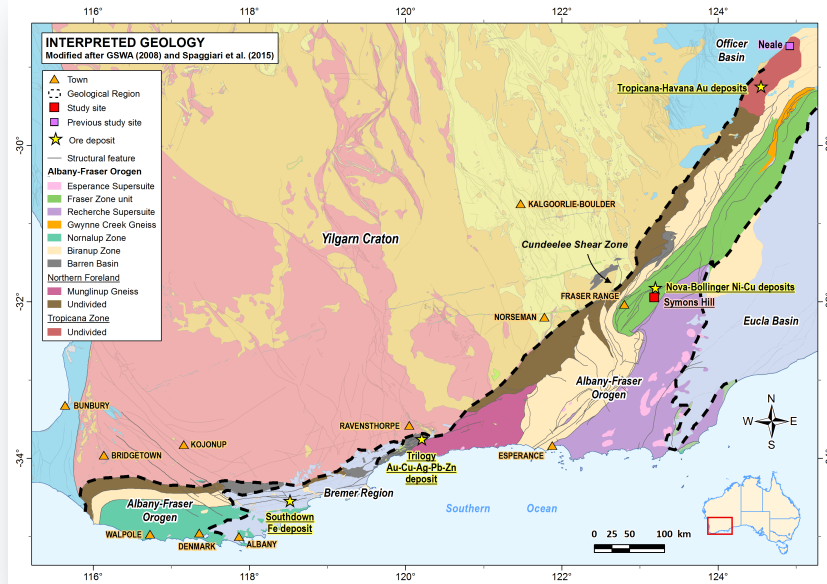 INTERPRETED GEOLOGY
Modified after GSWA (2008) and Spaggiari et al. (2015)
Town
Geological Region
Study site
Previous study site
Ore deposit
Structural feature
Albany-Fraser Orogen
Esperance Supersuite
Fraser Zone unit
Recherche Supersuite
Gwynne Creek Gneiss
Nornalup Zone
Biranup Zone
Barren Basin
Northern Foreland
Munglinup Gneiss
Undivided
Tropicana Zone
Undivided
116°
118°
120°
122°
124°
Officer
Basin
Neale
Tropicana-Havana Au deposits
-30°
KALGOORLIE-BOULDER
Yilgarn Craton
Cundeelee Shear Zone
Nova-Bollinger Ni-Cu deposits
FRASER RANGE
Symons Hill
-32°
NORSEMAN
Eucla Basin
Albany-Fraser
Orogen
N
W
E
S
BUNBURY
RAVENSTHORPE
KOJONUP
BRIDGETOWN
ESPERANCE
-34°
Trilogy
Au-Cu-Ag-Pb-Zn
deposit
Bremer Region
Albany-Fraser
Orogen
Southern Ocean
Southdown
Fe deposit
WALPOLE
DENMARK
ALBANY
0 25 50 100
km
116°
118°
120°
122°
124°